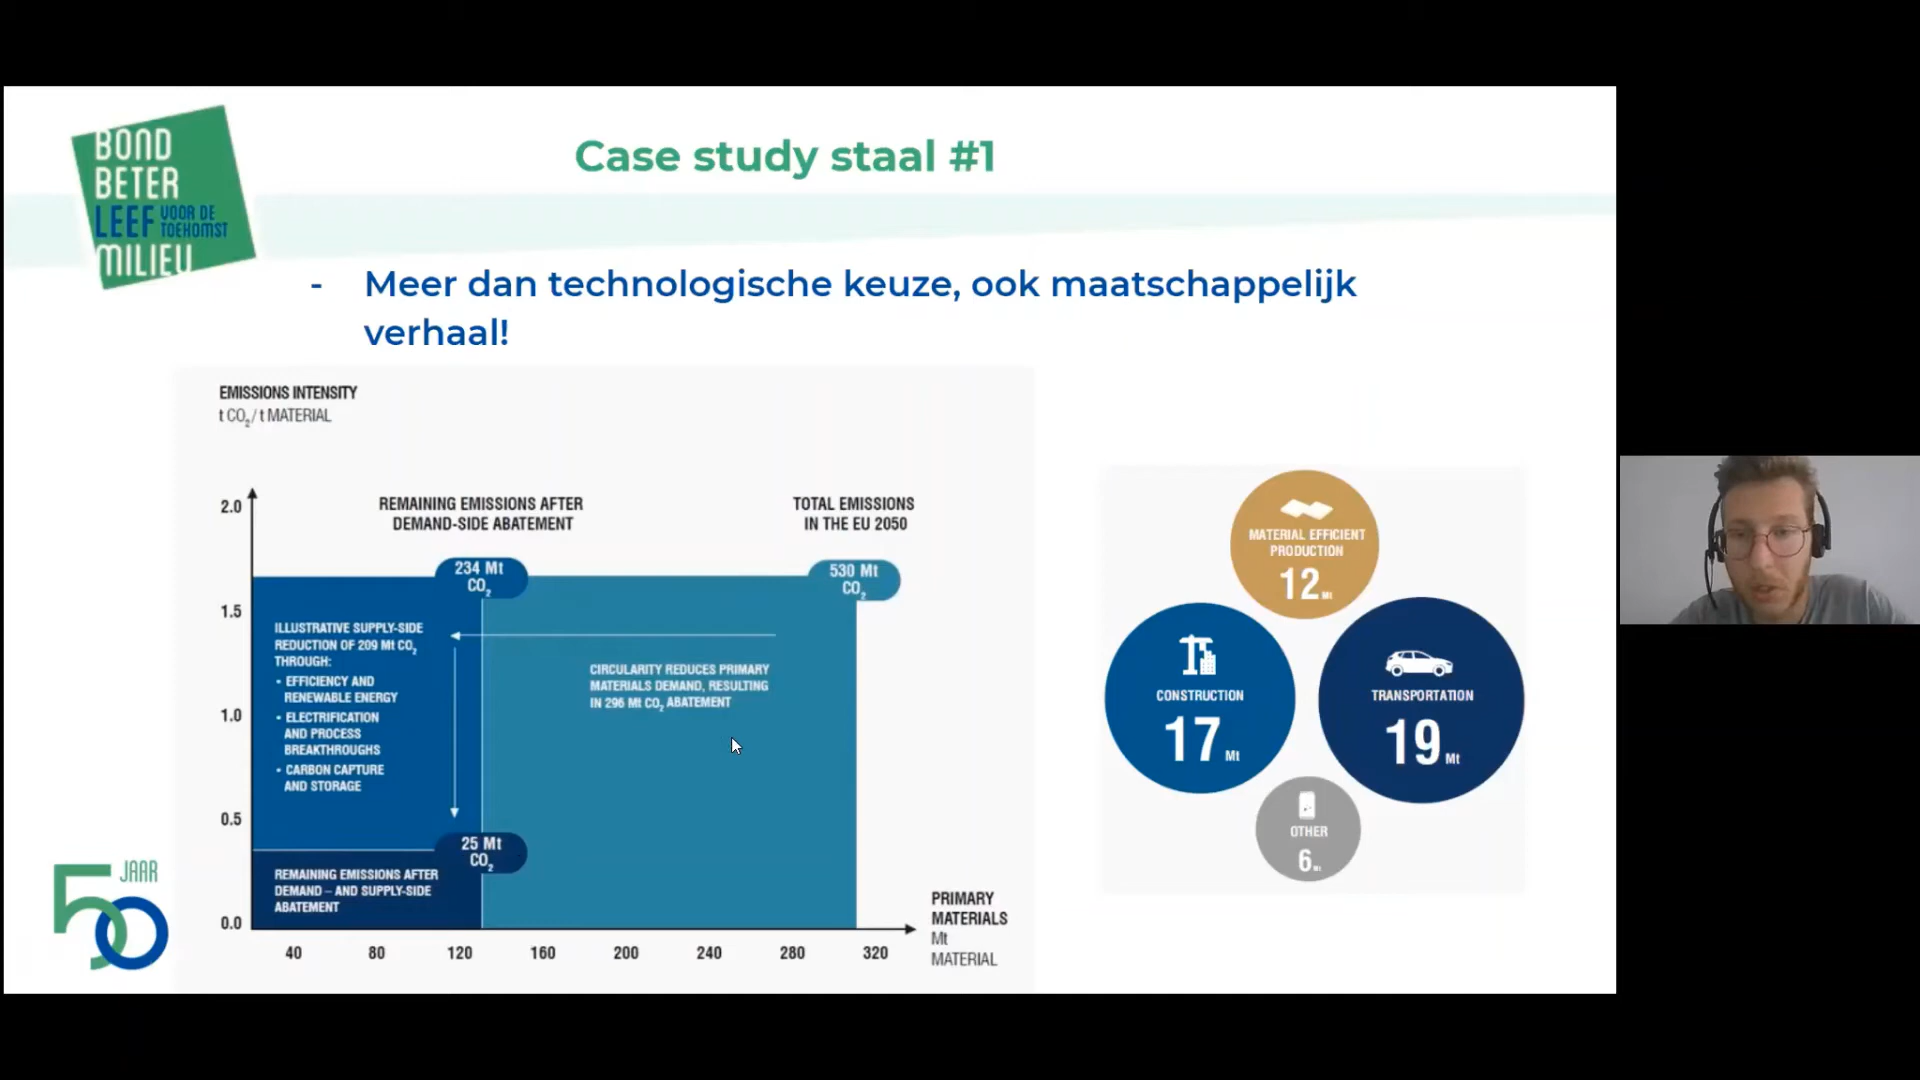 BOND
BETER
LEEF VOOR DE TOEKOMST
MILIEU
Case study staal #1
- Meer dan technologische keuze, ook maatschappelijk
verhaal!
EMISSIONS INTENSITY
t CO₂/ t MATERIAL
2.0
1.5
1.0
0.5
0.0
REMAINING EMISSIONS AFTER
DEMAND-SIDE ABATEMENT
TOTAL EMISSIONS
IN THE EU 2050
234 Mt
CO₂
530 Mt
CO₂
ILLUSTRATIVE SUPPLY-SIDE
REDUCTION OF 209 Mt CO₂
THROUGH:
• EFFICIENCY AND
RENEWABLE ENERGY
• ELECTRIFICATION
AND PROCESS
BREAKTHROUGHS
• CARBON CAPTURE
AND STORAGE
CIRCULARITY REDUCES PRIMARY
MATERIALS DEMAND, RESULTING
IN 296 Mt CO₂ ABATEMENT
25 Mt
CO₂
REMAINING EMISSIONS AFTER
DEMAND – AND SUPPLY-SIDE
ABATEMENT
40 80 120 160 200 240 280 320
PRIMARY
MATERIALS
Mt
MATERIAL
MATERIAL EFFICIENT
PRODUCTION
12 Mt
CONSTRUCTION
17 Mt
TRANSPORTATION
19 Mt
OTHER
6 Mt
50 JAAR